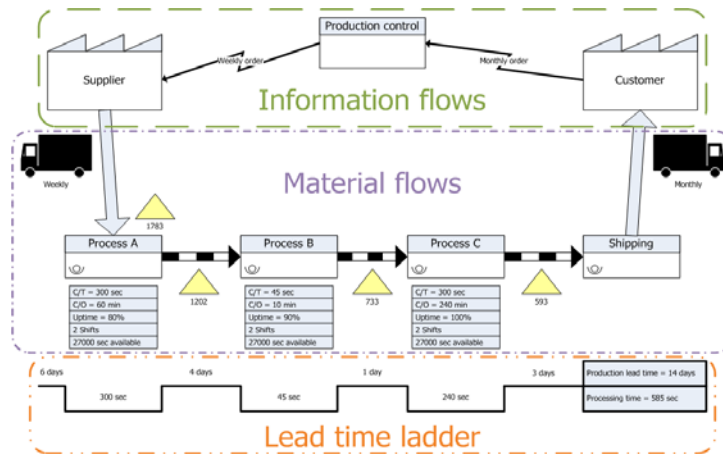 Production control
Supplier
Weekly order
Monthly order
Customer
Information flows
Weekly
Material flows
Monthly
1783
Process A
Process B
Process C
Shipping
1202
733
593
C/T = 300 sec
C/O = 60 min
Uptime = 80%
2 Shifts
27000 sec available
C/T = 45 sec
C/O = 10 min
Uptime = 90%
2 Shifts
27000 sec available
C/T = 300 sec
C/O = 240 min
Uptime = 100%
2 Shifts
27000 sec available
6 days
4 days
1 day
3 days
Production lead time = 14 days
300 sec
45 sec
240 sec
Processing time = 585 sec
Lead time ladder